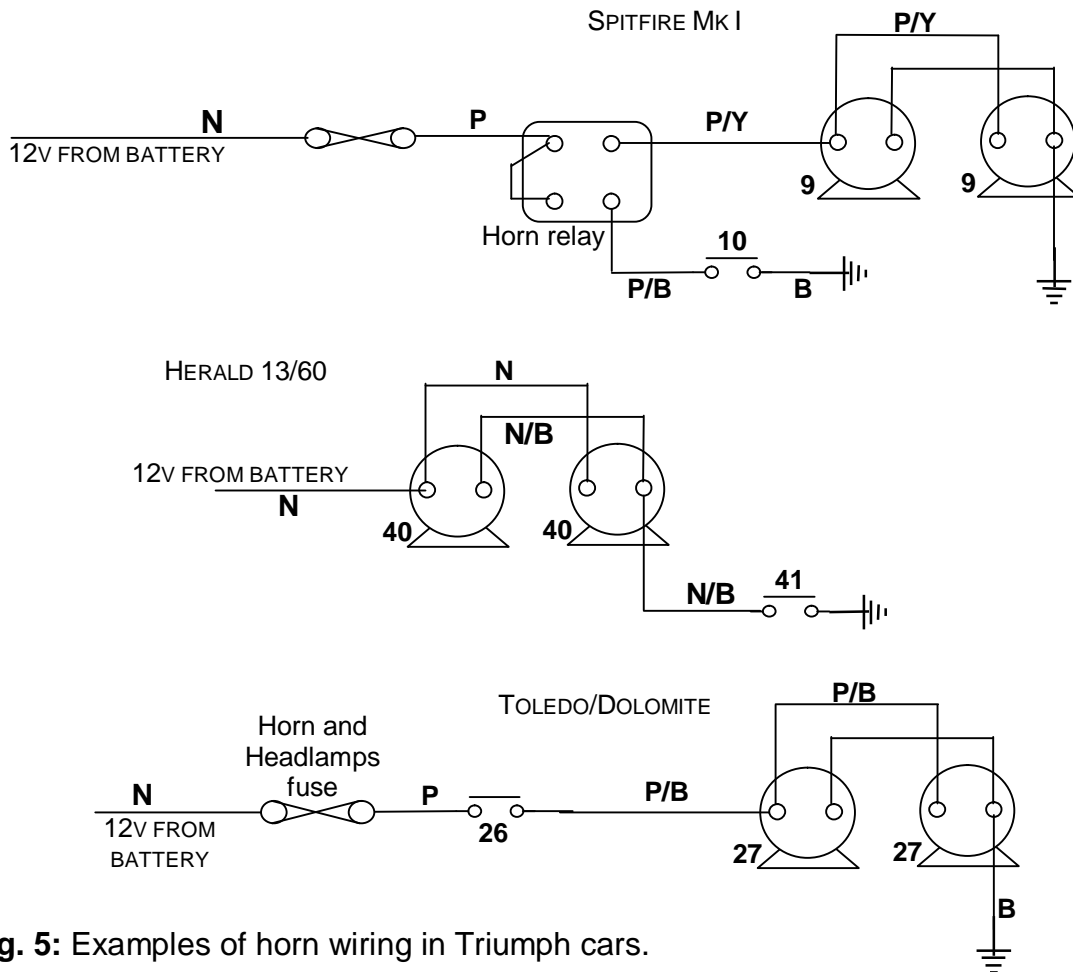 SPITFIRE MK I
P/Y
N
P
P/Y
12V FROM BATTERY
9
9
Horn relay
10
P/B
B
HERALD 13/60
N
N/B
12V FROM BATTERY
N
40
40
41
N/B
TOLEDO/DOLOMITE
P/B
Horn and
Headlamps
fuse
N
P
P/B
12V FROM
BATTERY
26
27
27
B
g. 5: Examples of horn wiring in Triumph cars.